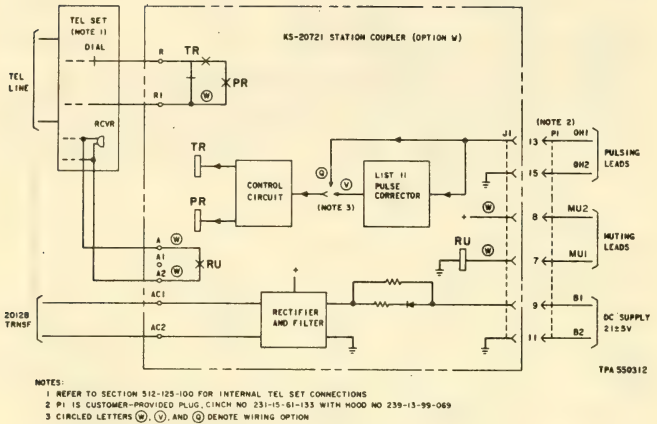 TEL SET
(NOTE 1)
DIAL
KS-20721 STATION COUPLER (OPTION W)
TEL
LINE
R
TR
PR
R1
W
RCVR
TR
PR
CONTROL
CIRCUIT
Q
V
(NOTE 3)
LIST II
PULSE
CORRECTOR
J1
(NOTE 2)
P1
13
OH1
15
OH2
PULSING
LEADS
W
8
MU2
RU
W
7
MU1
MUTING
LEADS
A
W
A1
A2
W
RU
2012B
TRNSF
AC1
AC2
RECTIFIER
AND FILTER
9
B1
11
B2
DC SUPPLY
21±5V
TPA 550312
NOTES:
1 REFER TO SECTION 512-125-100 FOR INTERNAL TEL SET CONNECTIONS
2 P1 IS CUSTOMER-PROVIDED PLUG, CINCH NO 231-15-61-133 WITH HOOD NO 239-13-99-069
3 CIRCLED LETTERS W, V, AND Q DENOTE WIRING OPTION